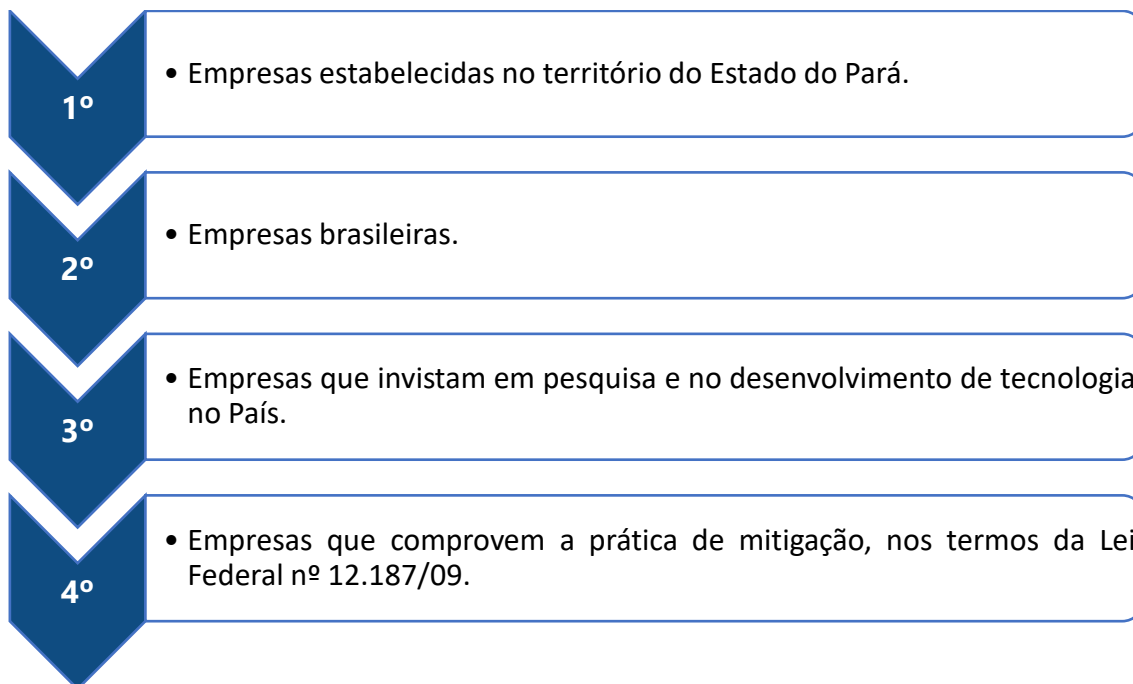 1º
• Empresas estabelecidas no território do Estado do Pará.
2º
• Empresas brasileiras.
3º
• Empresas que invistam em pesquisa e no desenvolvimento de tecnologia
no País.
4º
• Empresas que comprovem a prática de mitigação, nos termos da Lei
Federal nº 12.187/09.